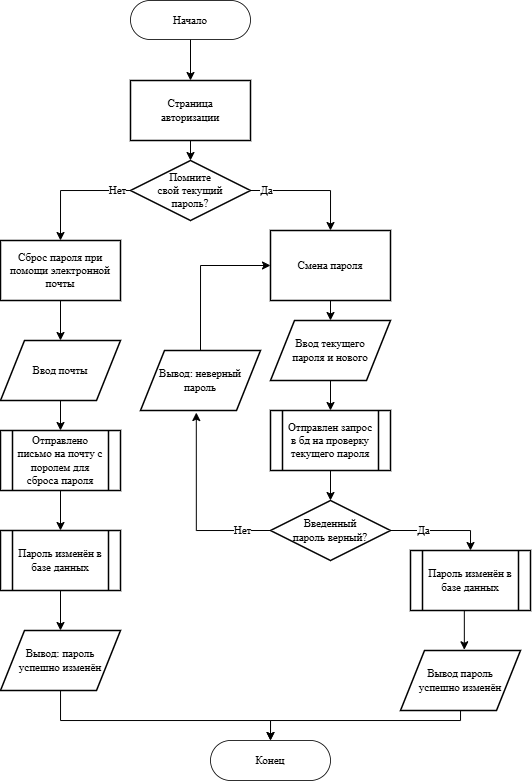 Начало
Страница
авторизации
Помните
свой текущий
пароль?
Нет
Да
Сброс пароля при
помощи электронной
почты
Смена пароля
Ввод почты
Вывод: неверный
пароль
Ввод текущего
пароля и нового
Отправлено
письмо на почту с
поролем для
сброса пароля
Отправлен запрос
в бд на проверку
текущего пароля
Введенный
пароль верный?
Нет
Да
Пароль изменён в
базе данных
Пароль изменён в
базе данных
Вывод: пароль
успешно изменён
Вывод пароль
успешно изменён
Конец